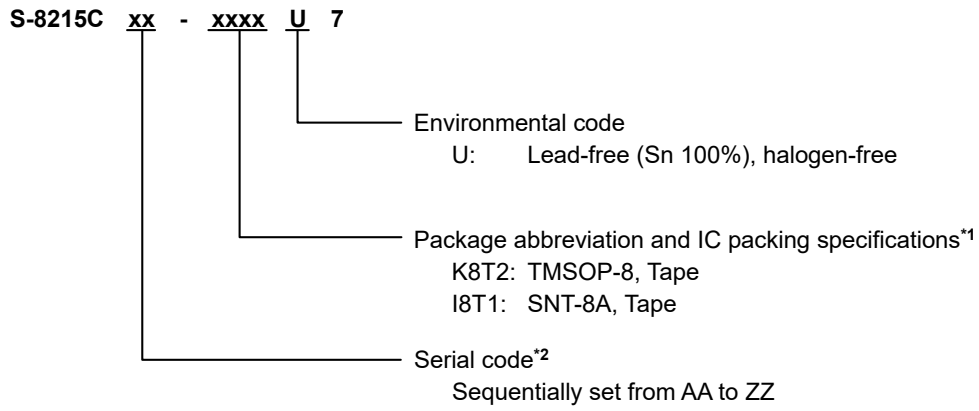 S-8215C xx - xxxx U 7
Environmental code
U: Lead-free (Sn 100%), halogen-free
Package abbreviation and IC packing specifications*1
K8T2: TMSOP-8, Tape
I8T1: SNT-8A, Tape
Serial code*2
Sequentially set from AA to ZZ